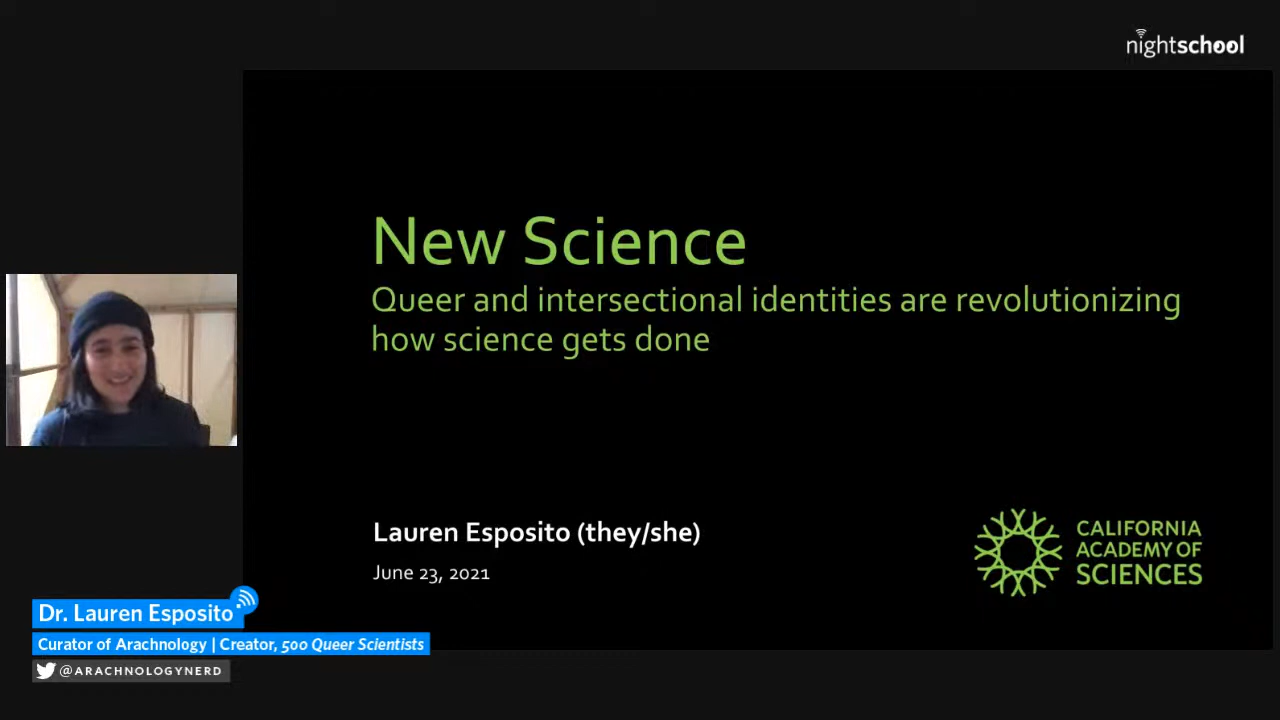 nightschool
New Science
Queer and intersectional identities are revolutionizing
how science gets done
Lauren Esposito (they/she)
June 23, 2021
CALIFORNIA
ACADEMY OF
SCIENCES
Dr. Lauren Esposito
Curator of Arachnology | Creator, 500 Queer Scientists
@ARACHNOLOGYNERD